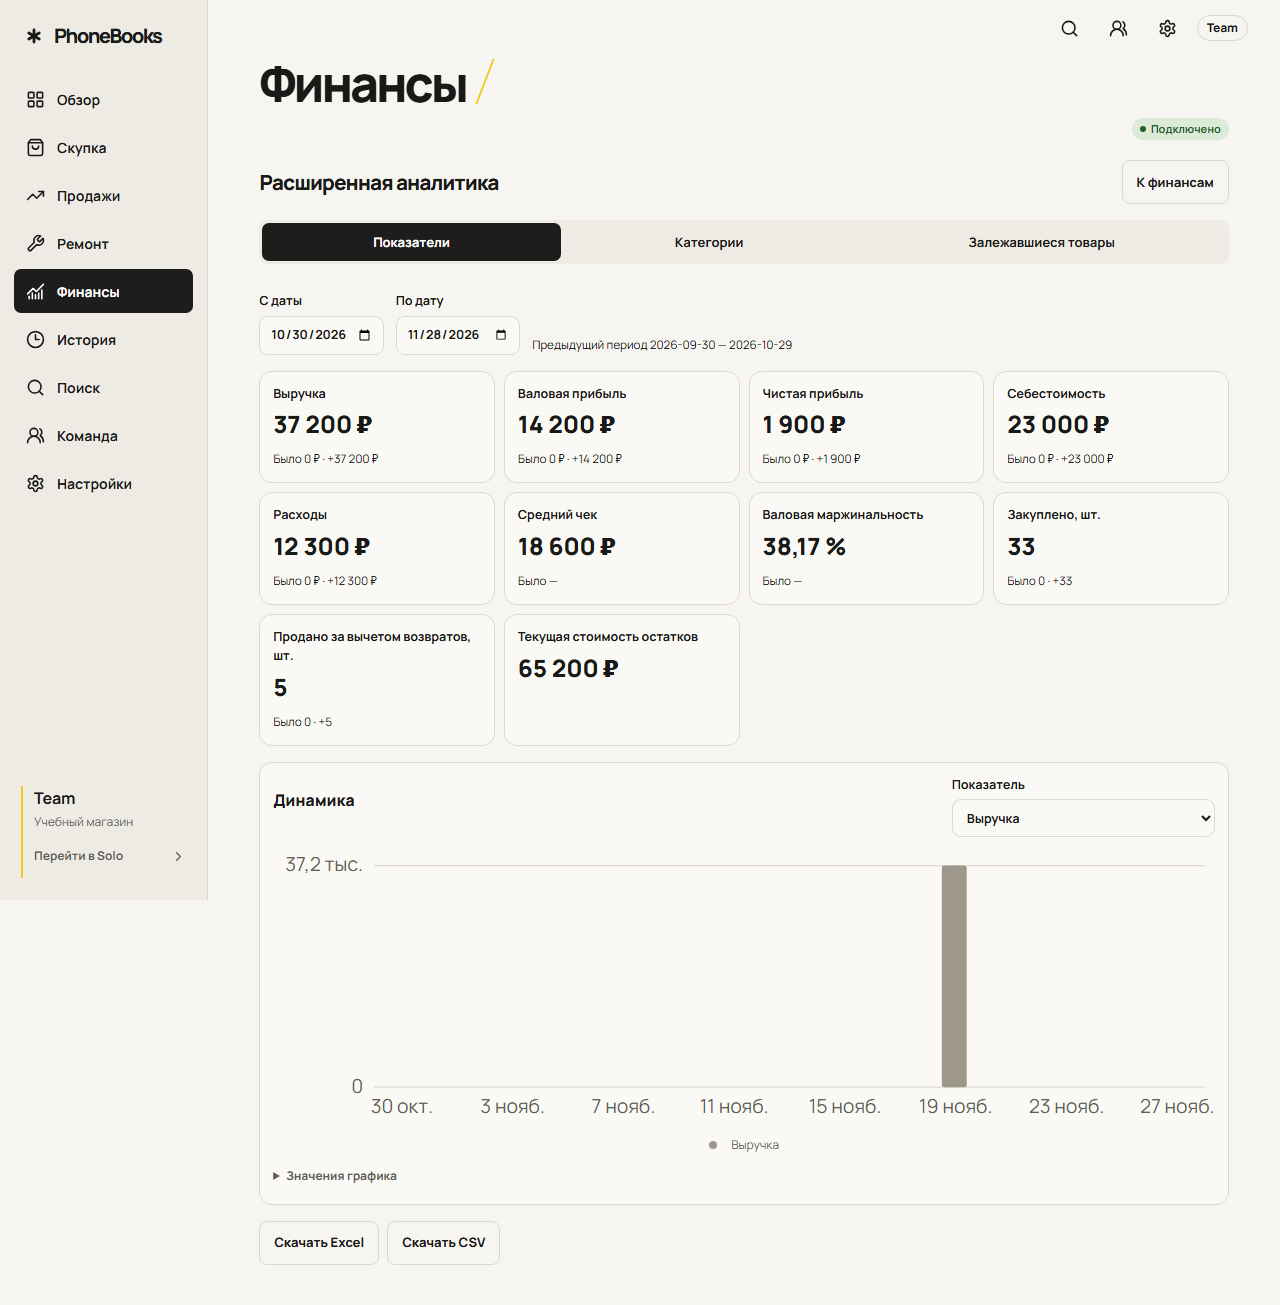 PhoneBooks
Team
Обзор
Скупка
Продажи
Ремонт
Финансы
История
Поиск
Команда
Настройки
Team
Учебный магазин
Перейти в Solo
Финансы
Подключено
Расширенная аналитика
К финансам
Показатели
Категории
Залежавшиеся товары
С даты
По дату
10/30/2026
11/28/2026
Предыдущий период 2026-09-30 — 2026-10-29
Выручка
37 200 ₽
Было 0 ₽ · +37 200 ₽
Валовая прибыль
14 200 ₽
Было 0 ₽ · +14 200 ₽
Чистая прибыль
1 900 ₽
Было 0 ₽ · +1 900 ₽
Себестоимость
23 000 ₽
Было 0 ₽ · +23 000 ₽
Расходы
12 300 ₽
Было 0 ₽ · +12 300 ₽
Средний чек
18 600 ₽
Было —
Валовая маржинальность
38,17 %
Было —
Закуплено, шт.
33
Было 0 · +33
Продано за вычетом возвратов,
шт.
5
Было 0 · +5
Текущая стоимость остатков
65 200 ₽
Динамика
Показатель
Выручка
37,2 тыс.
0
30 окт.
3 нояб.
7 нояб.
11 нояб.
15 нояб.
19 нояб.
23 нояб.
27 нояб.
Выручка
Значения графика
Скачать Excel
Скачать CSV